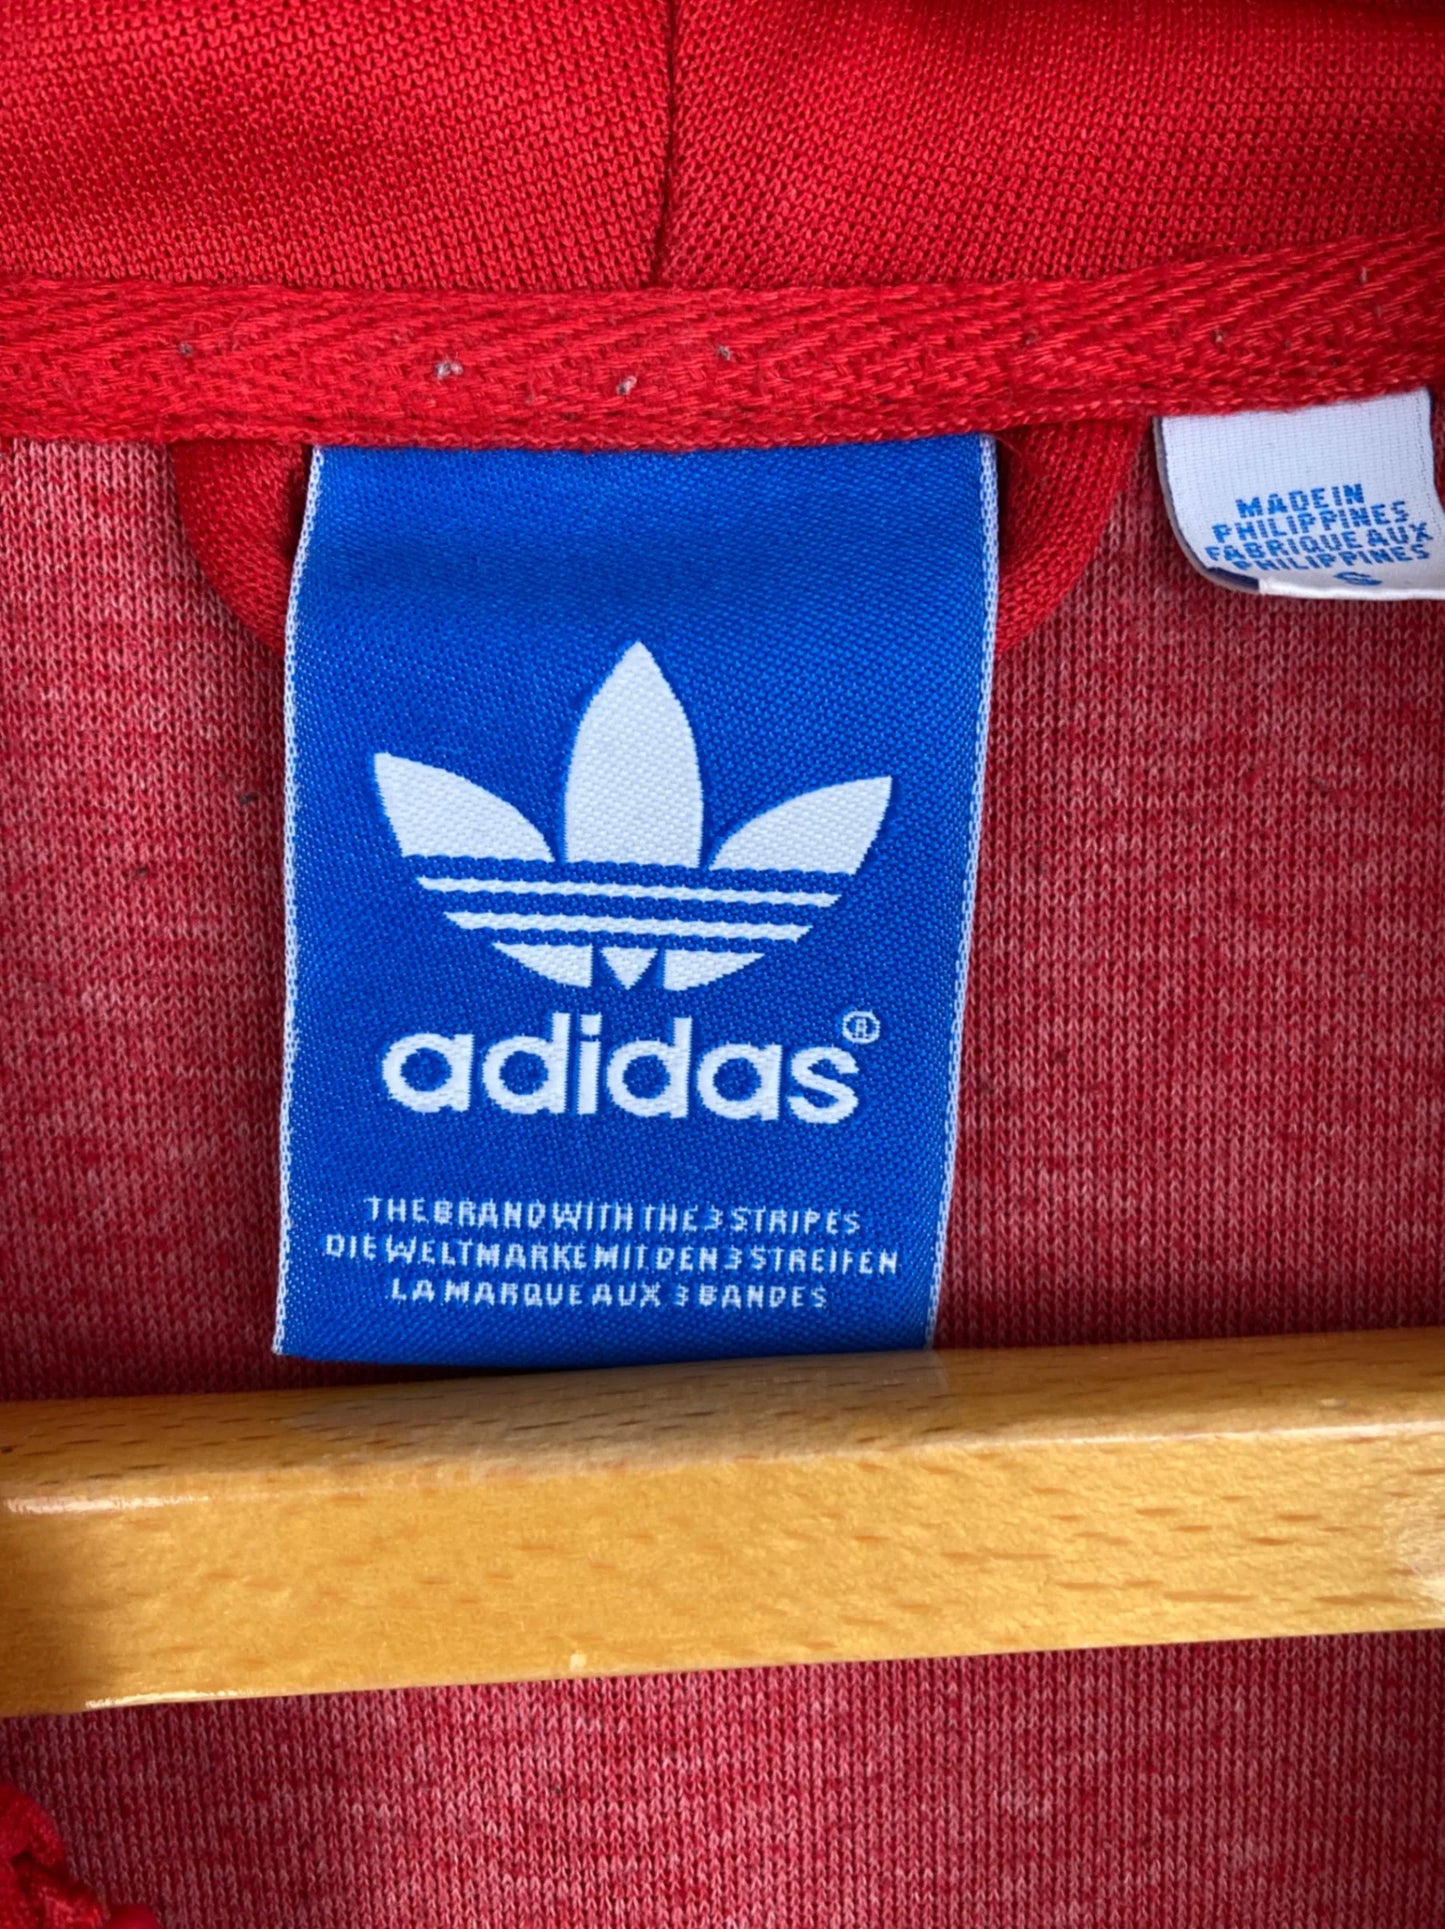 adidas®
THE BRAND WITH THE 3 STRIPES
DIE WELTMARKE MIT DEN 3 STREIFEN
LA MARQUE AUX 3 BANDES
MADE IN
PHILIPPINES
FABRIQUE AUX
PHILIPPINES